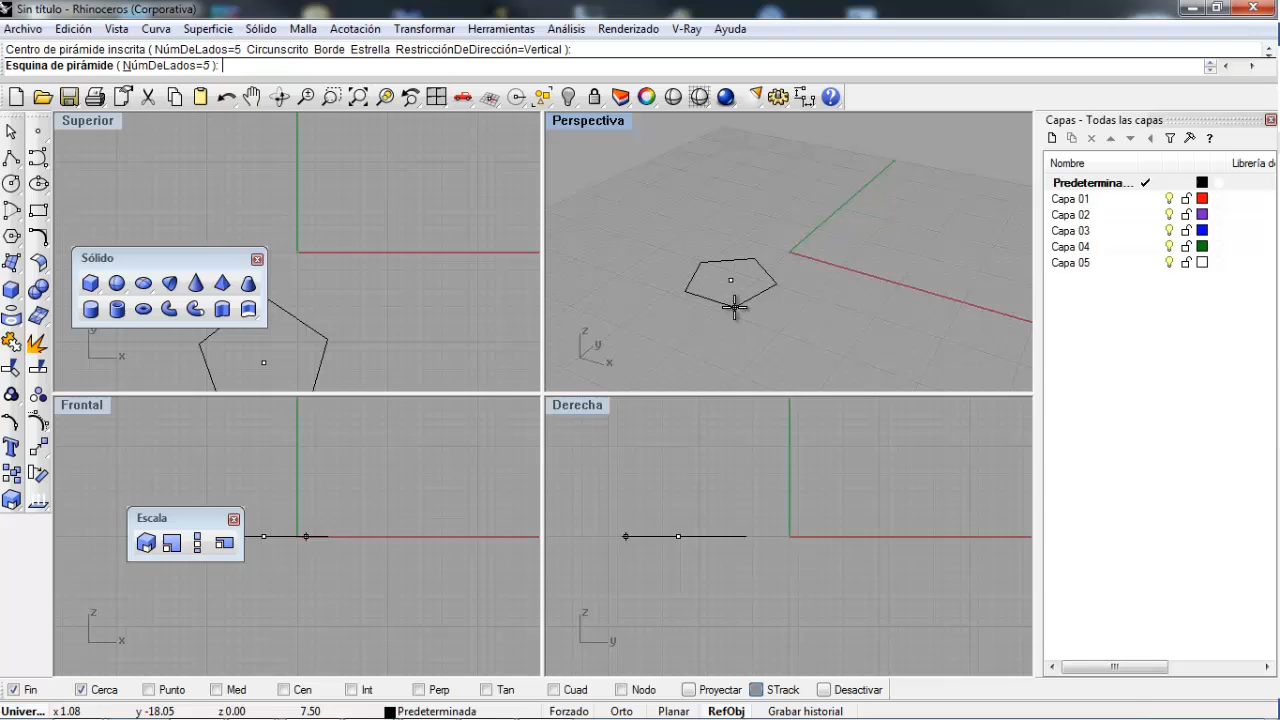 Sin título - Rhinoceros (Corporativa)
Archivo Edición Vista Curva Superficie Sólido Malla Acotación Transformar Herramientas Análisis Renderizado V-Ray Ayuda
Centro de pirámide inscrita ( NúmDeLados=5 Circunscrito Borde Estrella RestricciónDeDirección=Vertical ):
Esquina de pirámide ( NúmDeLados=5 ):
Superior
Perspectiva
Capas - Todas las capas
Nombre
Librería d
Predetermina...
Capa 01
Capa 02
Capa 03
Capa 04
Capa 05
Sólido
y
x
z
y
x
Frontal
Derecha
Escala
z
x
z
y
Fin Cerca Punto Med Cen Int Perp Tan Cuad Nodo Proyectar STrack Desactivar
Univer... x 1.08 y -18.05 z 0.00 7.50 Predeterminada Forzado Orto Planar RefObj Grabar historial